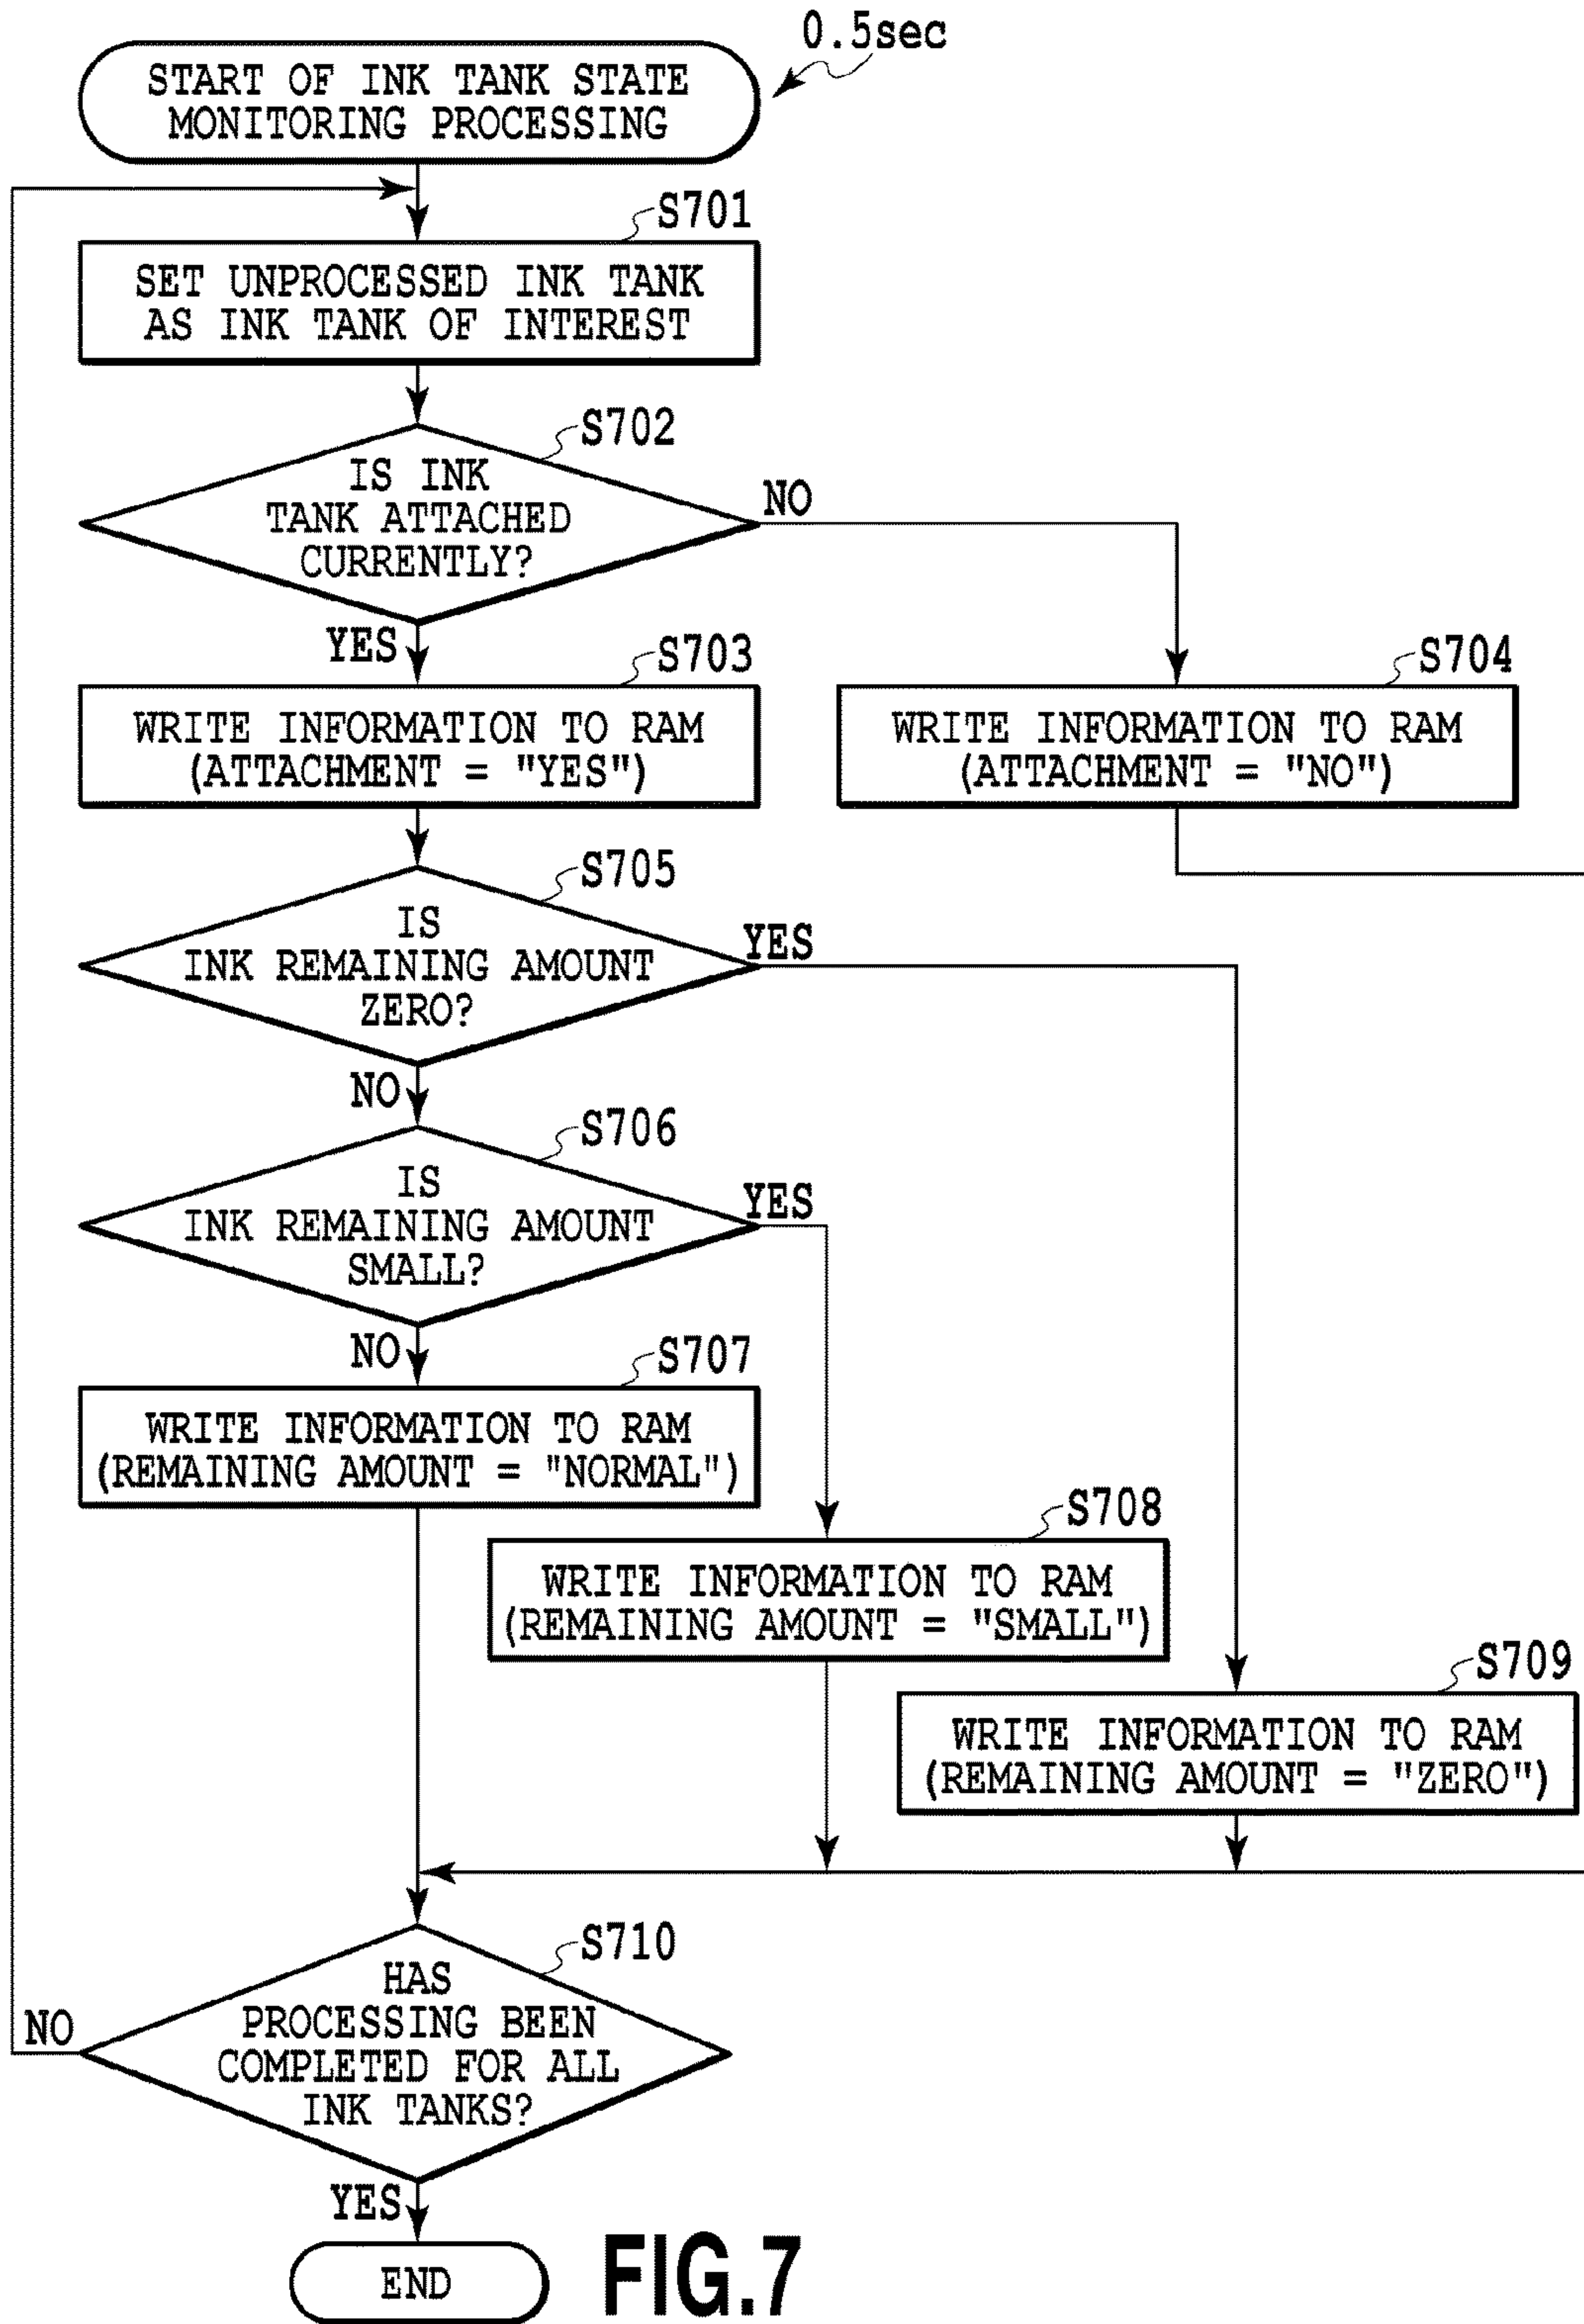 0.5sec
START OF INK TANK STATE
MONITORING PROCESSING
S701
SET UNPROCESSED INK TANK
AS INK TANK OF INTEREST
S702
IS INK
TANK ATTACHED
CURRENTLY?
NO
YES
S703
WRITE INFORMATION TO RAM
(ATTACHMENT = "YES")
S704
WRITE INFORMATION TO RAM
(ATTACHMENT = "NO")
S705
IS
INK REMAINING AMOUNT
ZERO?
YES
NO
S706
IS
INK REMAINING AMOUNT
SMALL?
YES
NO
S707
WRITE INFORMATION TO RAM
(REMAINING AMOUNT = "NORMAL")
S708
WRITE INFORMATION TO RAM
(REMAINING AMOUNT = "SMALL")
S709
WRITE INFORMATION TO RAM
(REMAINING AMOUNT = "ZERO")
S710
HAS
PROCESSING BEEN
COMPLETED FOR ALL
INK TANKS?
NO
YES
END
FIG.7